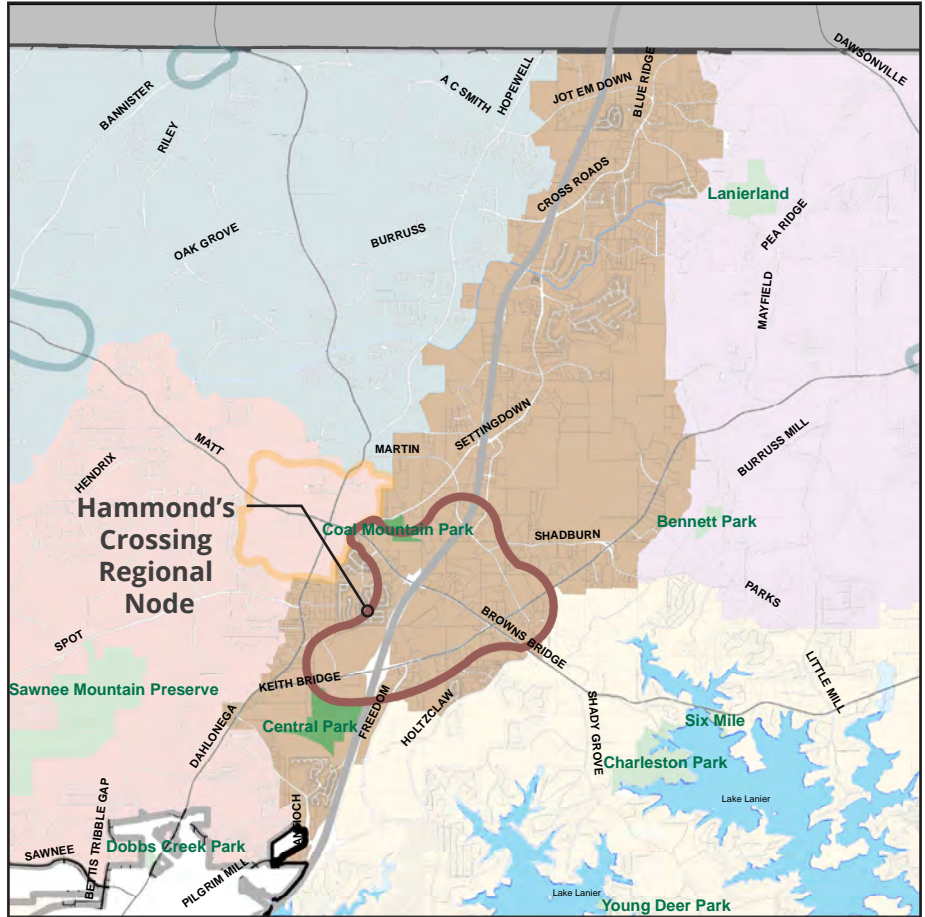 DAWSONVILLE
BLUE RIDGE
HOPEWELL
A C SMITH
JOT EM DOWN
BANNISTER
RILEY
CROSS ROADS
Lanierland
PEA RIDGE
BURRUSS
OAK GROVE
MAYFIELD
SETTINGDOWN
MARTIN
MATT
BURRUSS MILL
HENDRIX
Hammond's
Crossing
Regional
Node
Coal Mountain Park
Bennett Park
SHADBURN
PARKS
BROWNS BRIDGE
SPOT
LITTLE MILL
KEITH BRIDGE
Sawnee Mountain Preserve
FREEDOM
HOLTZCLAW
SHADY GROVE
Six Mile
Central Park
DAHLONEGA
Charleston Park
Lake Lanier
ANTIOCH
BETTIS TRIBBLE GAP
Dobbs Creek Park
SAWNEE
PILGRIM MILL
Lake Lanier
Young Deer Park